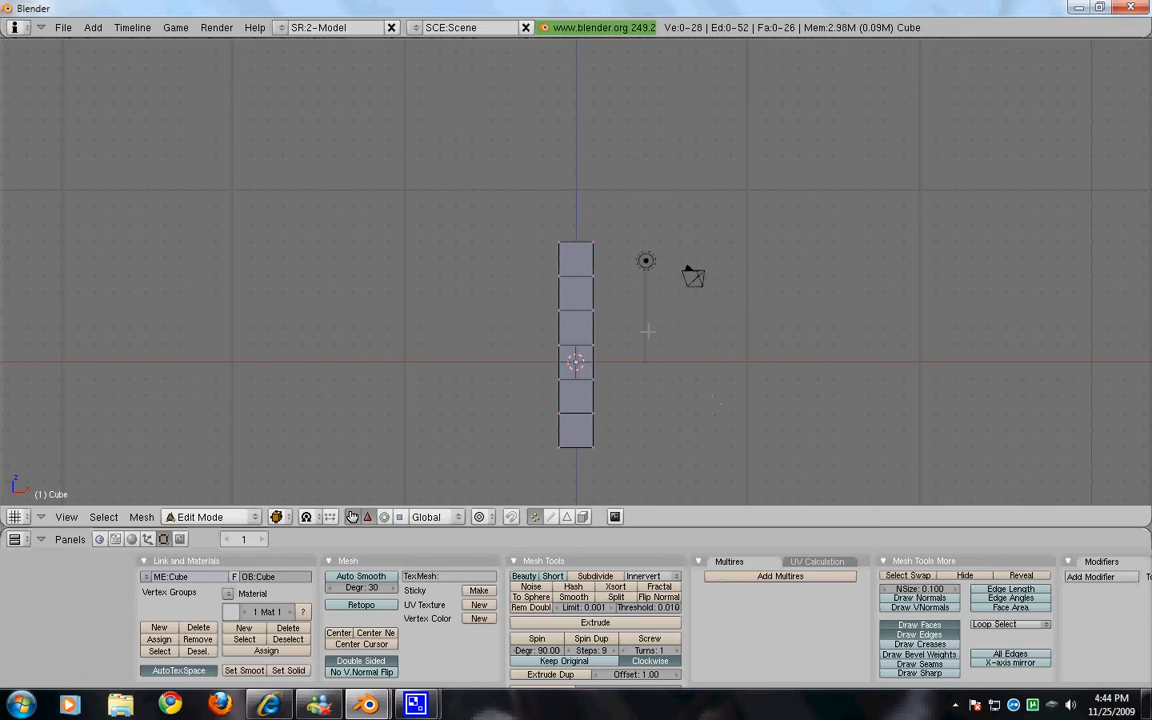 Blender
File Add Timeline Game Render Help SR:2-Model SCE:Scene www.blender.org 249.2 Ve:0-28 | Ed:0-52 | Fa:0-26 | Mem:2.98M (0.09M) Cube
z
(1) Cube
View Select Mesh Edit Mode Global
Panels 1
Link and Materials Mesh Mesh Tools Multires UV Calculation Mesh Tools More Modifiers
ME:Cube F OB:Cube Auto Smooth TexMesh: Beauty Short Subdivide Innervert Add Multires Select Swap Hide Reveal Add Modifier To
Vertex Groups Material Degr: 30 Sticky Make Noise Hash Xsort Fractal NSize: 0.100 Edge Length
1 Mat 1 ? Retopo UV Texture New To Sphere Smooth Split Flip Normal Draw Normals Edge Angles
Vertex Color New Rem Doubl Limit: 0.001 Threshold: 0.010 Draw VNormals Face Area
New Delete New Delete Center Center Ne Extrude Draw Faces Loop Select
Assign Remove Select Deselect Center Cursor Spin Spin Dup Screw Draw Edges
Select Desel. Assign Degr: 90.00 Steps: 9 Turns: 1 Draw Creases
Double Sided Keep Original Clockwise Draw Bevel Weights All Edges
AutoTexSpace Set Smoot Set Solid No V.Normal Flip Extrude Dup Offset: 1.00 Draw Seams X-axis mirror
Draw Sharp
4:44 PM
11/25/2009